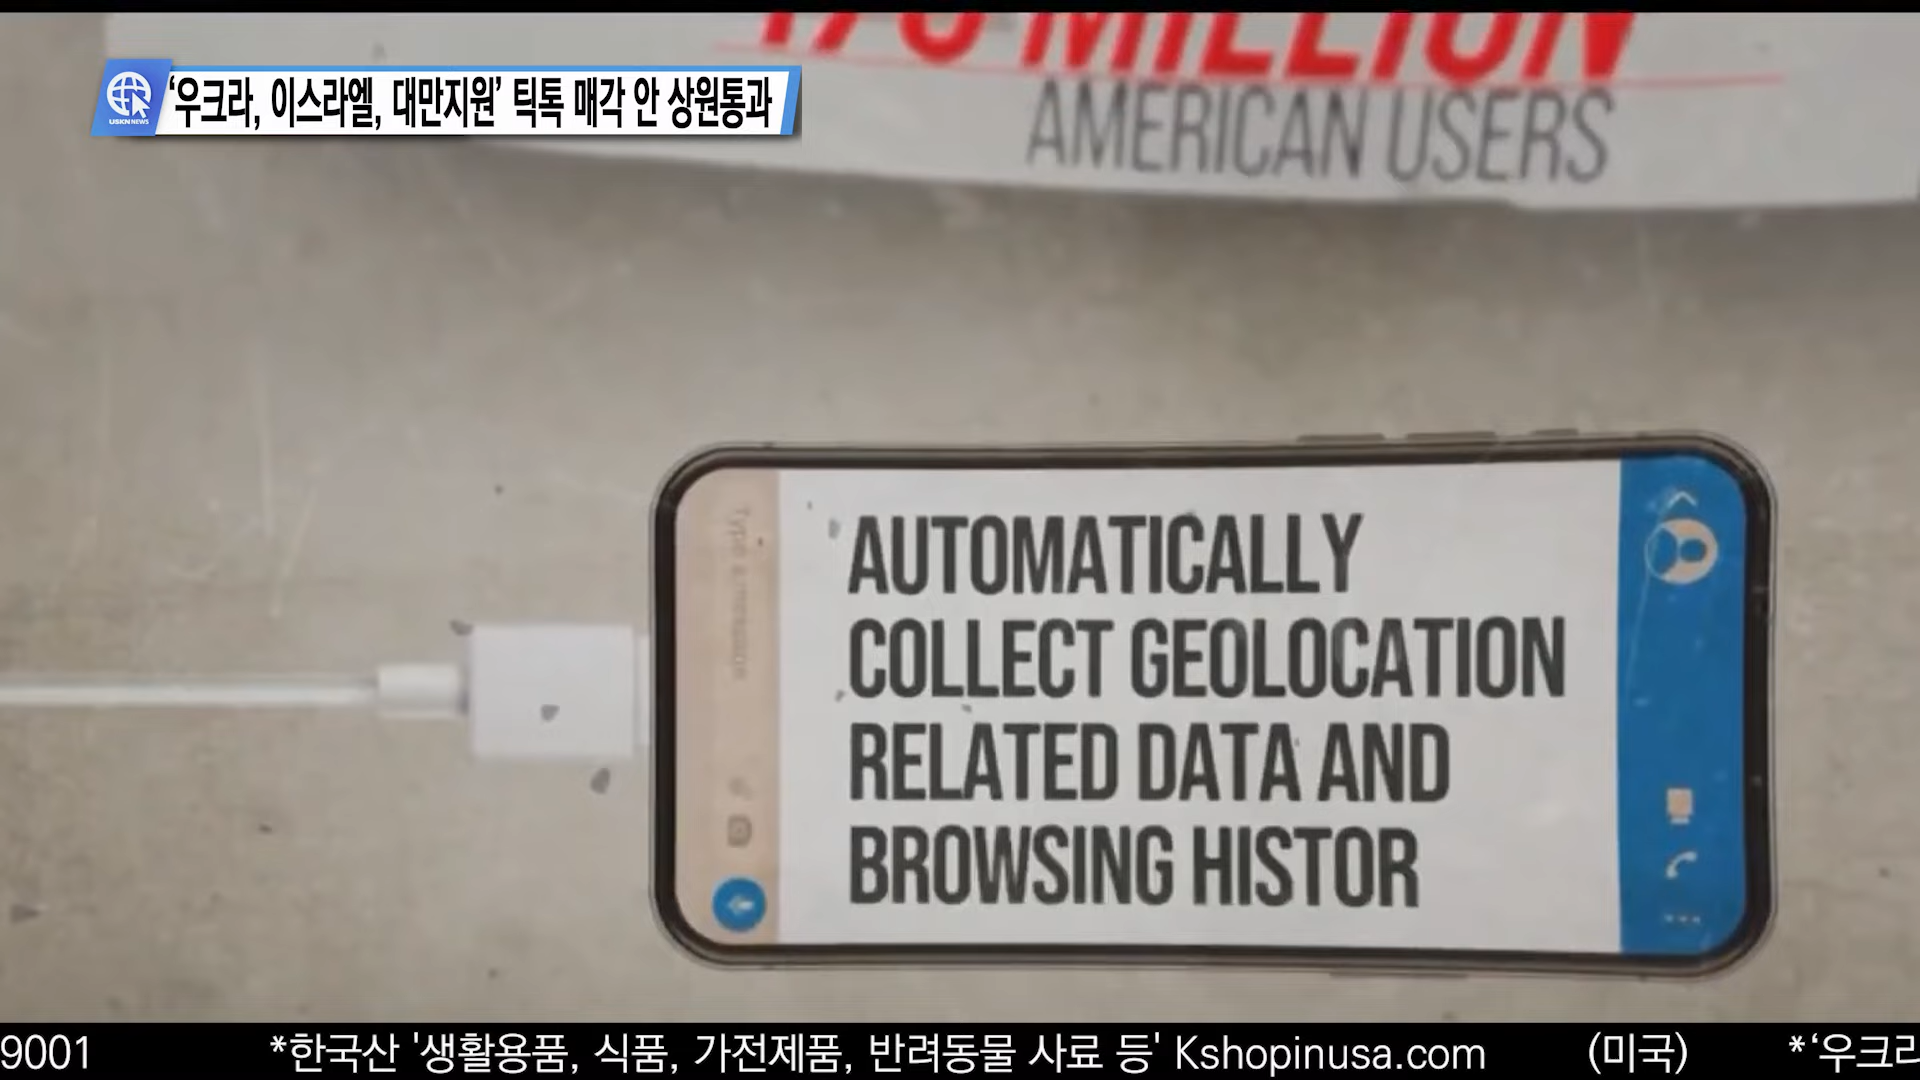 MILLION
AMERICAN USERS
USKN NEWS
‘우크라, 이스라엘, 대만지원’ 틱톡 매각 안 상원통과
AUTOMATICALLY
COLLECT GEOLOCATION
RELATED DATA AND
BROWSING HISTOR
9001 *한국산 '생활용품, 식품, 가전제품, 반려동물 사료 등' Kshopinusa.com (미국) *‘우크라